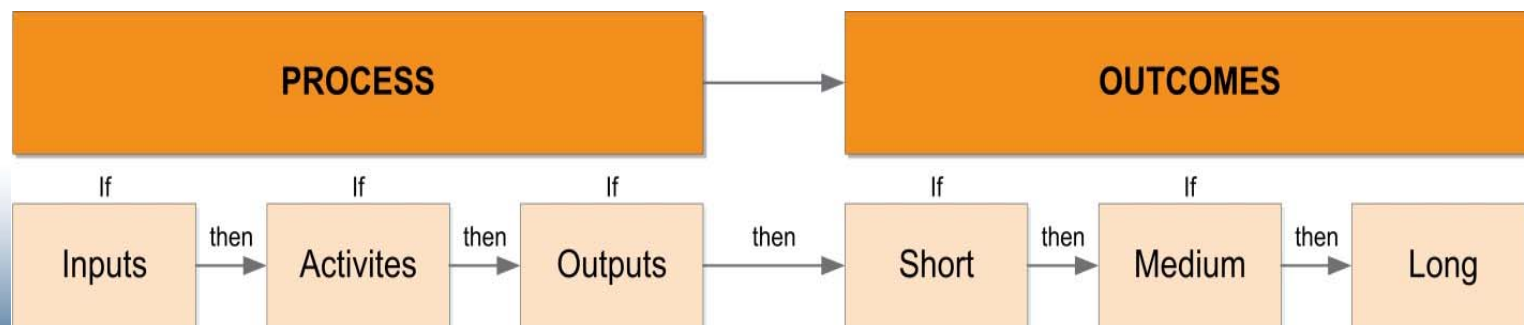 PROCESS
OUTCOMES
If
If
If
If
If
then
then
then
then
then
Inputs
Activites
Outputs
Short
Medium
Long